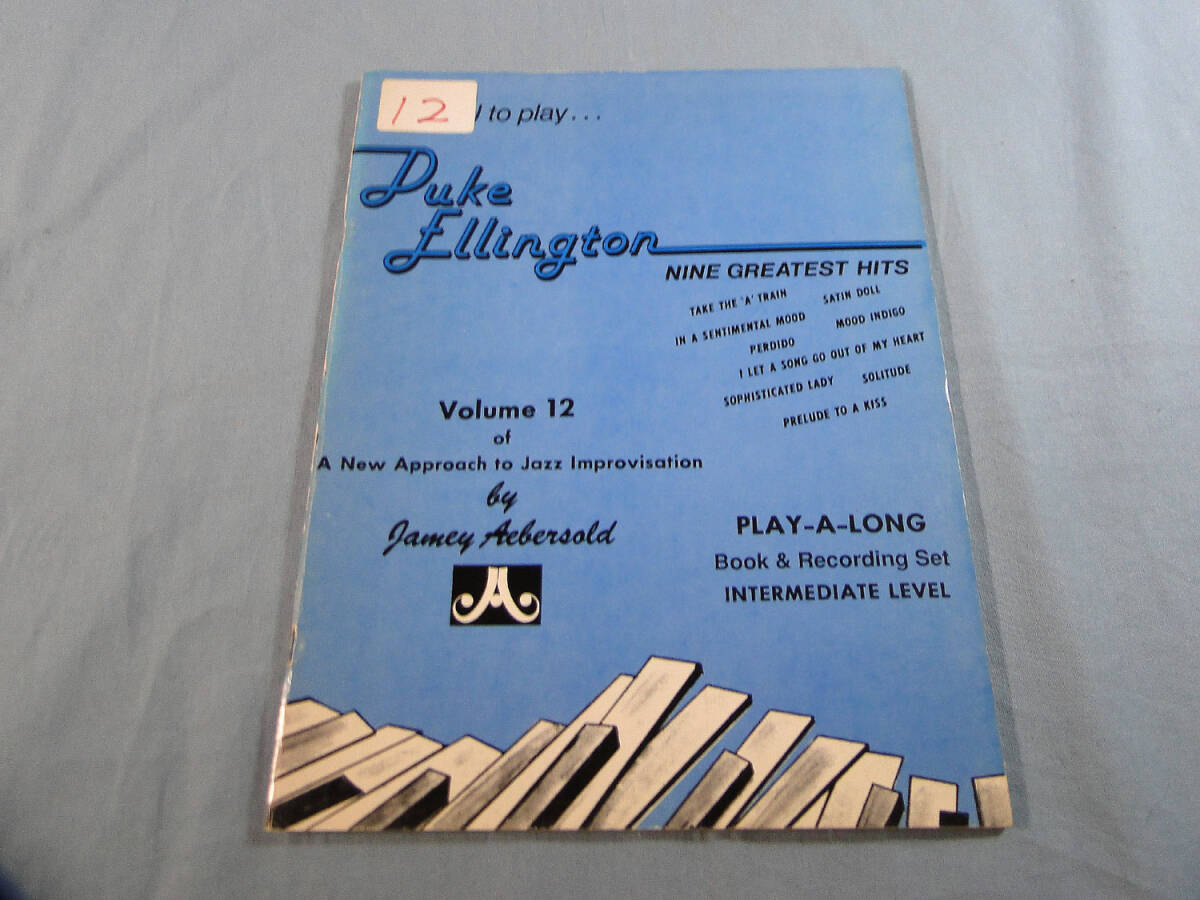 12
to play...
Duke
Ellington
NINE GREATEST HITS
TAKE THE 'A' TRAIN SATIN DOLL
IN A SENTIMENTAL MOOD MOOD INDIGO
PERDIDO
I LET A SONG GO OUT OF MY HEART
SOPHISTICATED LADY SOLITUDE
PRELUDE TO A KISS
Volume 12
of
A New Approach to Jazz Improvisation
by
Jamey Aebersold
PLAY-A-LONG
Book & Recording Set
INTERMEDIATE LEVEL